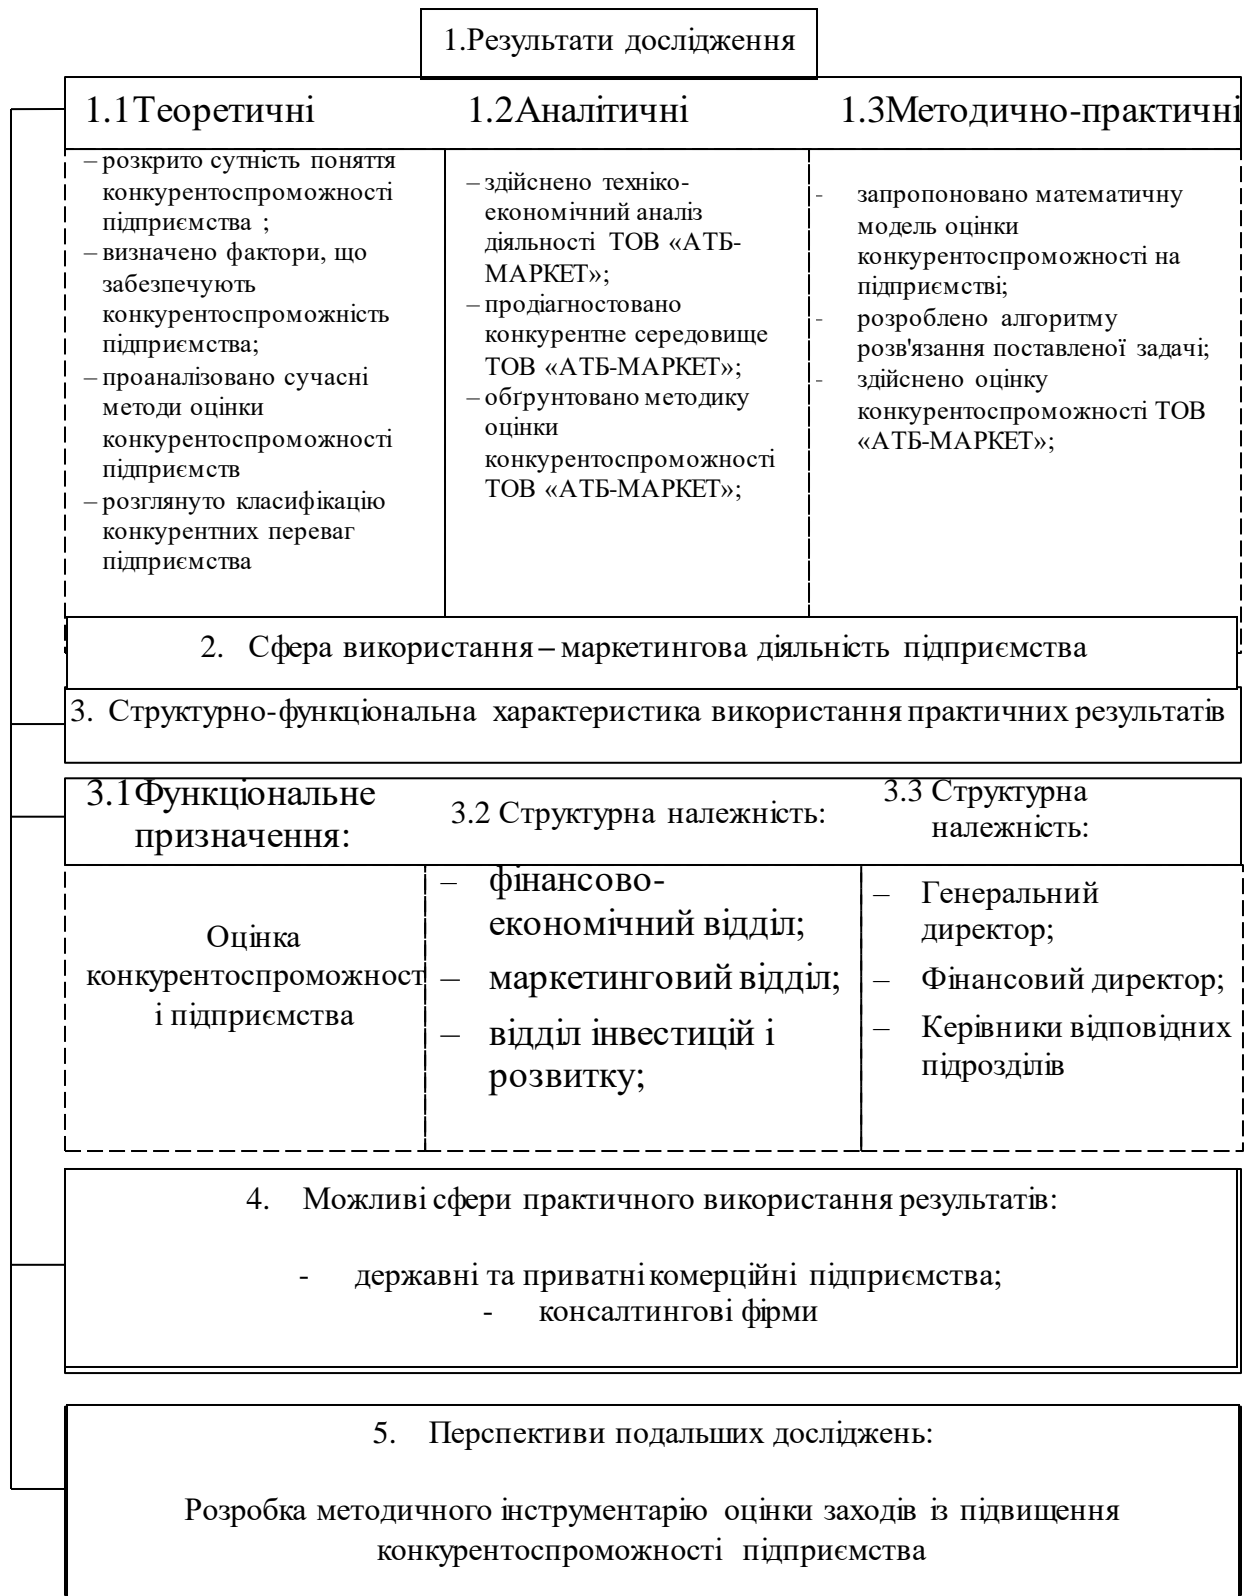 1.Результати дослідження
1.1Теоретичні
1.2Аналітичні
1.3Методично-практичні
– розкрито сутність поняття
конкурентоспроможності
підприємства ;
– визначено фактори, що
забезпечують
конкурентоспроможність
підприємства;
– проаналізовано сучасні
методи оцінки
конкурентоспроможності
підприємств
– розглянуто класифікацію
конкурентних переваг
підприємства
– здійснено техніко-
економічний аналіз
діяльності ТОВ «АТБ-
МАРКЕТ»;
– продіагностовано
конкурентне середовище
ТОВ «АТБ-МАРКЕТ»;
– обґрунтовано методику
оцінки
конкурентоспроможності
ТОВ «АТБ-МАРКЕТ»;
- запропоновано математичну
модель оцінки
конкурентоспроможності на
підприємстві;
- розроблено алгоритму
розв'язання поставленої задачі;
- здійснено оцінку
конкурентоспроможності ТОВ
«АТБ-МАРКЕТ»;
2. Сфера використання – маркетингова діяльність підприємства
3. Структурно-функціональна характеристика використання практичних результатів
3.1Функціональне
призначення:
3.2 Структурна належність:
3.3 Структурна
належність:
Оцінка
конкурентоспроможност
і підприємства
– фінансово-
економічний відділ;
– маркетинговий відділ;
– відділ інвестицій і
розвитку;
– Генеральний
директор;
– Фінансовий директор;
– Керівники відповідних
підрозділів
4. Можливі сфери практичного використання результатів:
- державні та приватні комерційні підприємства;
- консалтингові фірми
5. Перспективи подальших досліджень:
Розробка методичного інструментарію оцінки заходів із підвищення
конкурентоспроможності підприємства